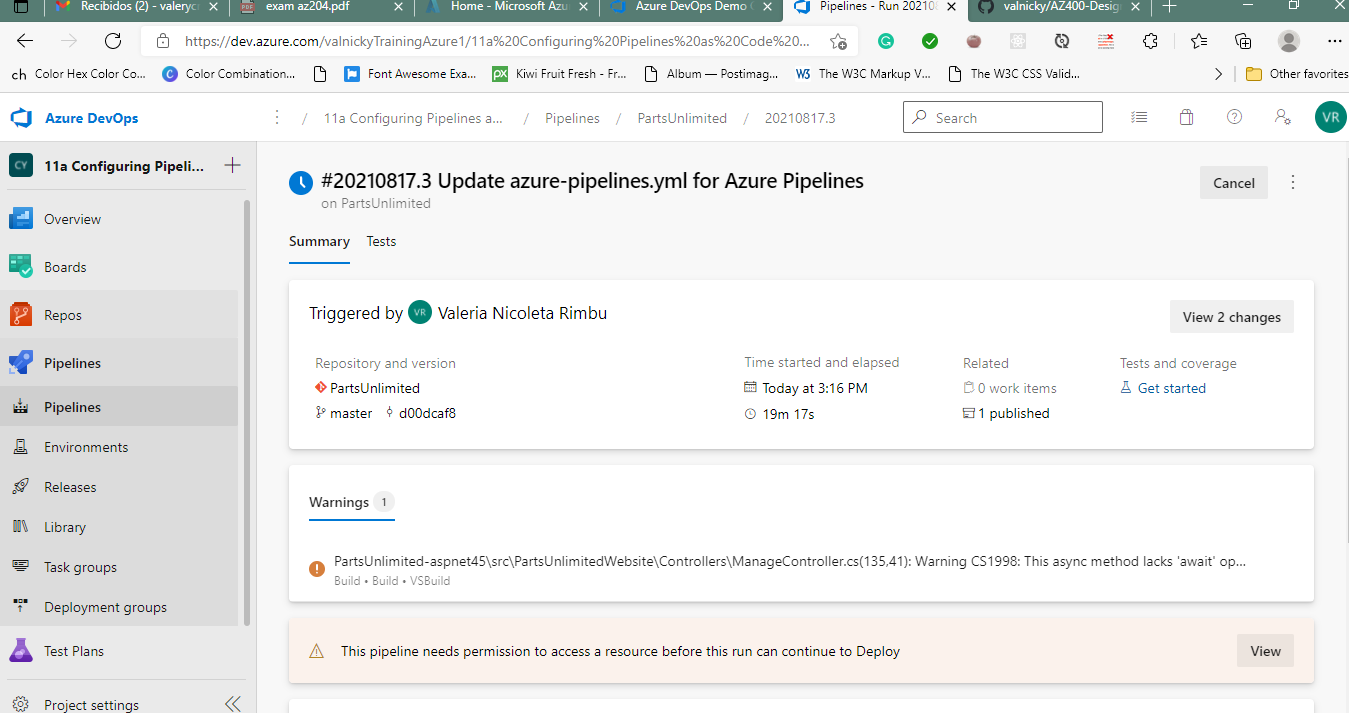 Recibidos (2) - valeryc
exam az204.pdf
Home - Microsoft Azu
Azure DevOps Demo G
Pipelines - Run 202108
valnicky/AZ400-Design
https://dev.azure.com/valnickyTrainingAzure1/11a%20Configuring%20Pipelines%20as%20Code%20...
ch Color Hex Color Co...
Color Combination...
Font Awesome Exa...
Kiwi Fruit Fresh - Fr...
Album — Postimag...
The W3C Markup V...
The W3C CSS Valid...
Other favorites
Azure DevOps
/ 11a Configuring Pipelines a... / Pipelines / PartsUnlimited / 20210817.3
Search
VR
CY 11a Configuring Pipeli...
Overview
Boards
Repos
Pipelines
Pipelines
Environments
Releases
Library
Task groups
Deployment groups
Test Plans
Project settings
#20210817.3 Update azure-pipelines.yml for Azure Pipelines
on PartsUnlimited
Cancel
Summary Tests
Triggered by VR Valeria Nicoleta Rimbu
View 2 changes
Repository and version
PartsUnlimited
master d00dcaf8
Time started and elapsed
Today at 3:16 PM
19m 17s
Related
0 work items
1 published
Tests and coverage
Get started
Warnings 1
PartsUnlimited-aspnet45\src\PartsUnlimitedWebsite\Controllers\ManageController.cs(135,41): Warning CS1998: This async method lacks 'await' op...
Build • Build • VSBuild
This pipeline needs permission to access a resource before this run can continue to Deploy
View